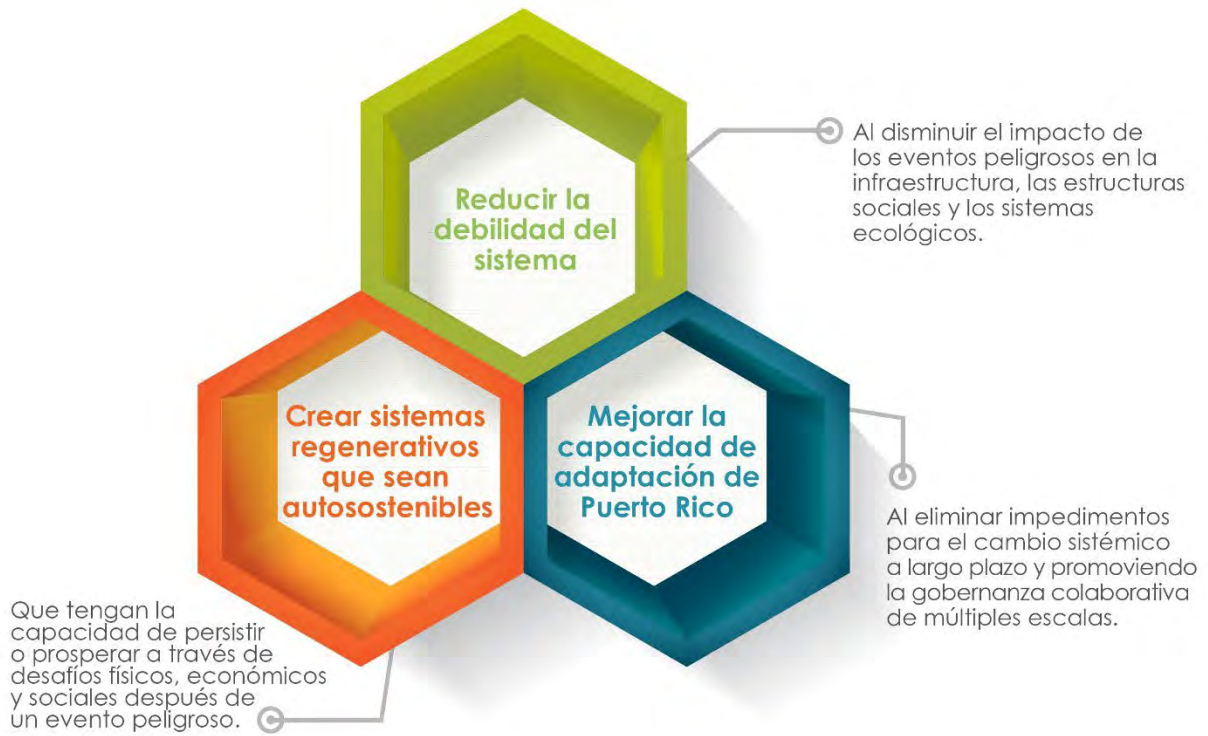 Reducir la
debilidad del
sistema
Al disminuir el impacto de
los eventos peligrosos en la
infraestructura, las estructuras
sociales y los sistemas
ecológicos.
Crear sistemas
regenerativos
que sean
autosostenibles
Mejorar la
capacidad de
adaptación de
Puerto Rico
Al eliminar impedimentos
para el cambio sistémico
a largo plazo y promoviendo
la gobernanza colaborativa
de múltiples escalas.
Que tengan la
capacidad de persistir
o prosperar a través de
desafíos físicos, económicos
y sociales después de
un evento peligroso.